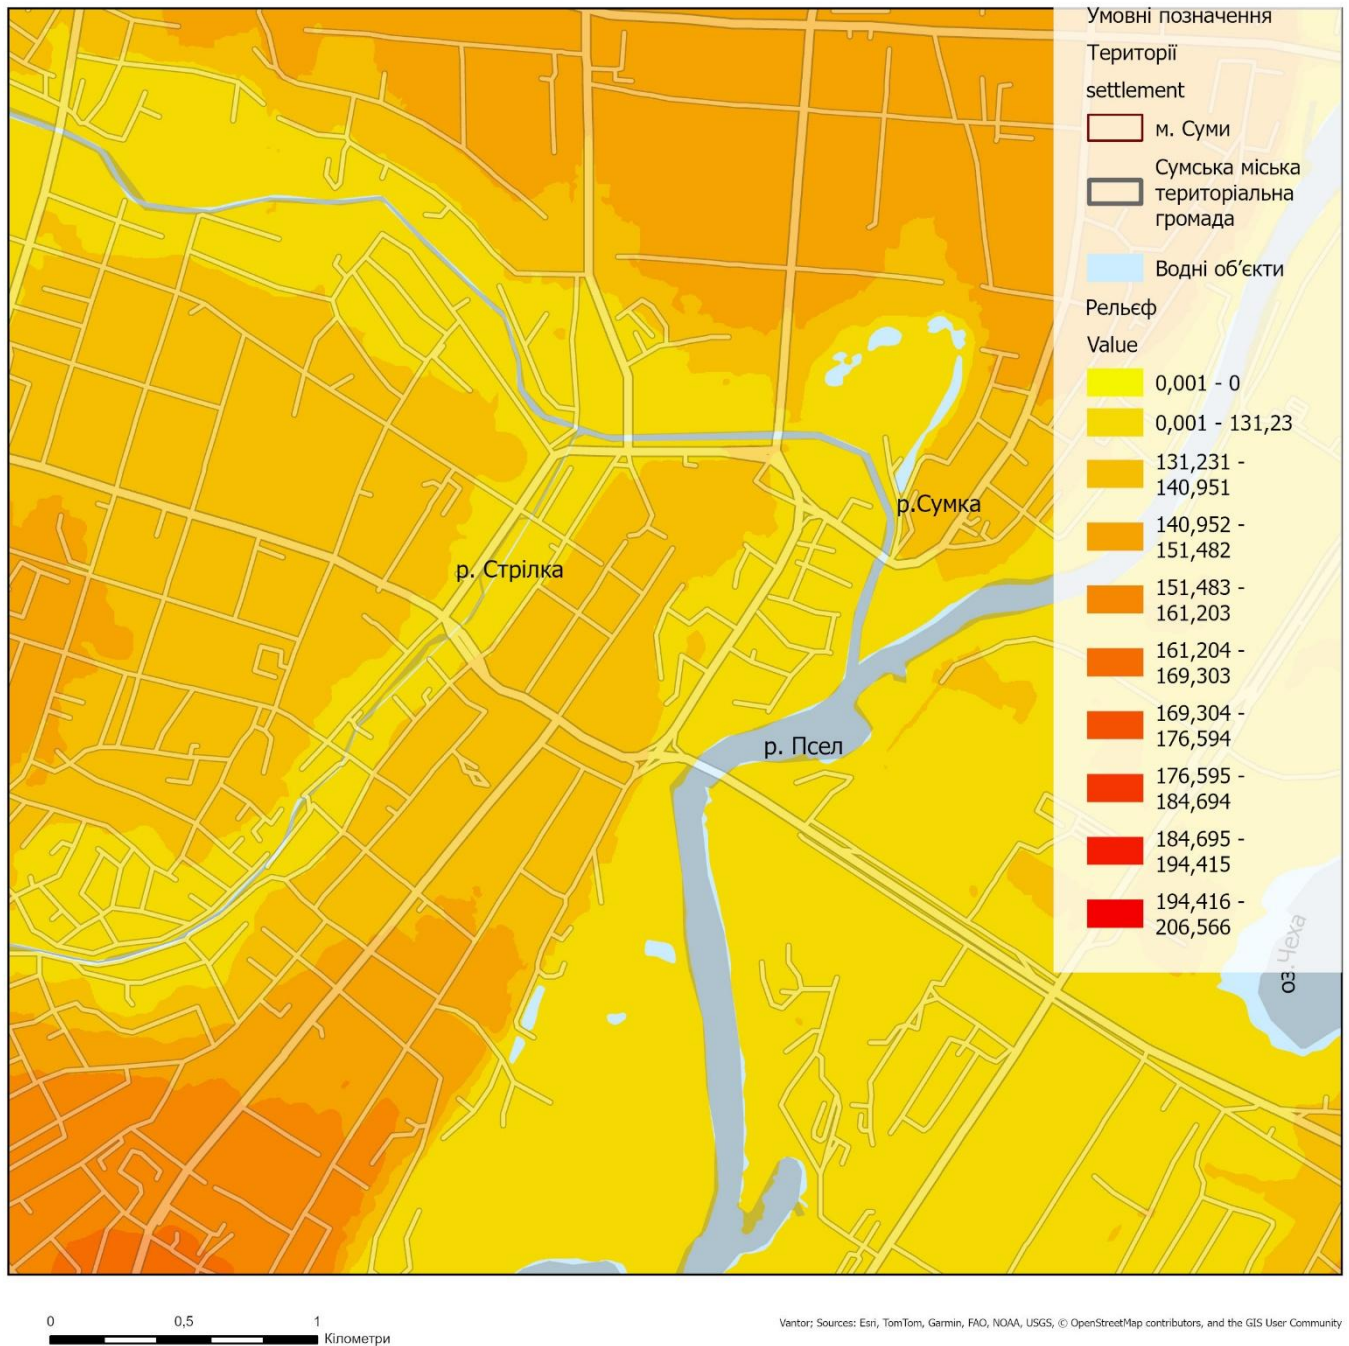 Умовні позначення
Території
settlement
м. Суми
Сумська міська
територіальна
громада
Водні об’єкти
Рельєф
Value
0,001 - 0
0,001 - 131,23
131,231 -
140,951
140,952 -
151,482
151,483 -
161,203
161,204 -
169,303
169,304 -
176,594
176,595 -
184,694
184,695 -
194,415
194,416 -
206,566
р.Сумка
р. Стрілка
р. Псел
оз. Чеха
0 0,5 1
Кілометри
Vantor; Sources: Esri, TomTom, Garmin, FAO, NOAA, USGS, © OpenStreetMap contributors, and the GIS User Community